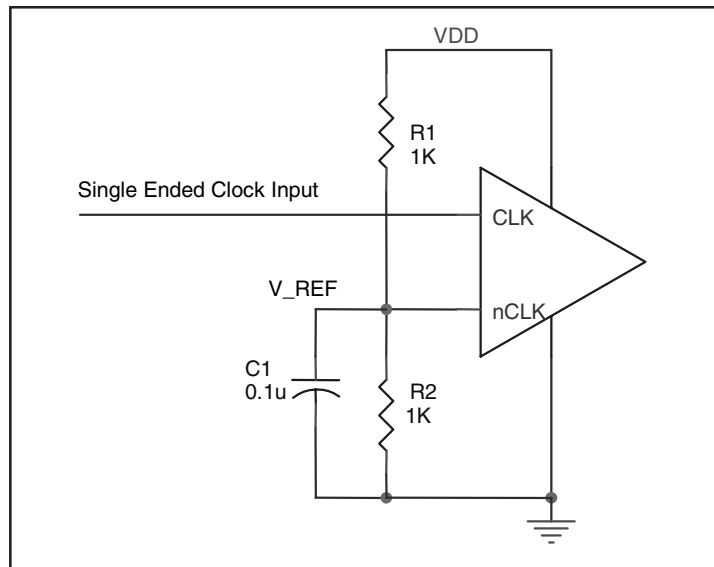 VDD
R1
1K
Single Ended Clock Input
CLK
V_REF
nCLK
C1
0.1u
R2
1K